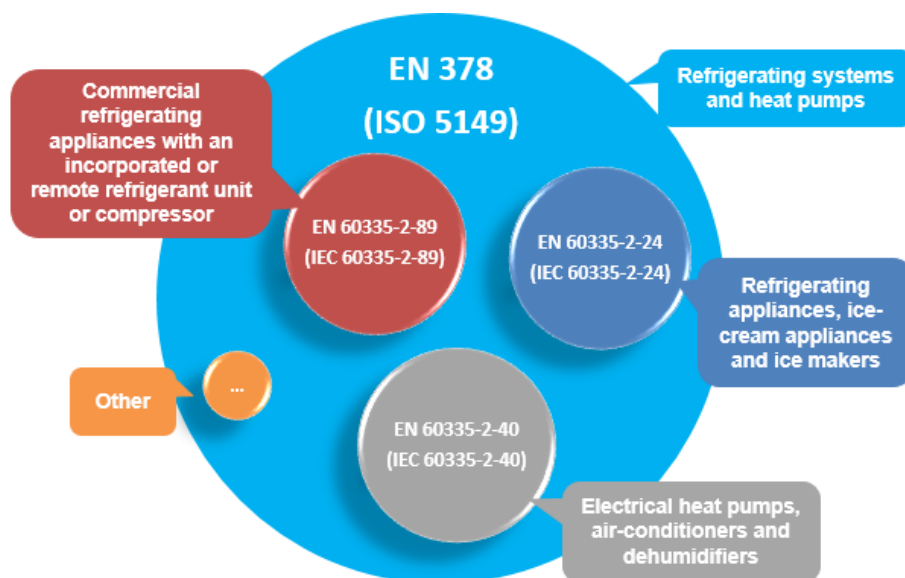 EN 378
(ISO 5149)
Refrigerating systems
and heat pumps
Commercial
refrigerating
appliances with an
incorporated or
remote refrigerant unit
or compressor
EN 60335-2-89
(IEC 60335-2-89)
EN 60335-2-24
(IEC 60335-2-24)
Refrigerating
appliances, ice-
cream appliances
and ice makers
Other
...
EN 60335-2-40
(IEC 60335-2-40)
Electrical heat pumps,
air-conditioners and
dehumidifiers